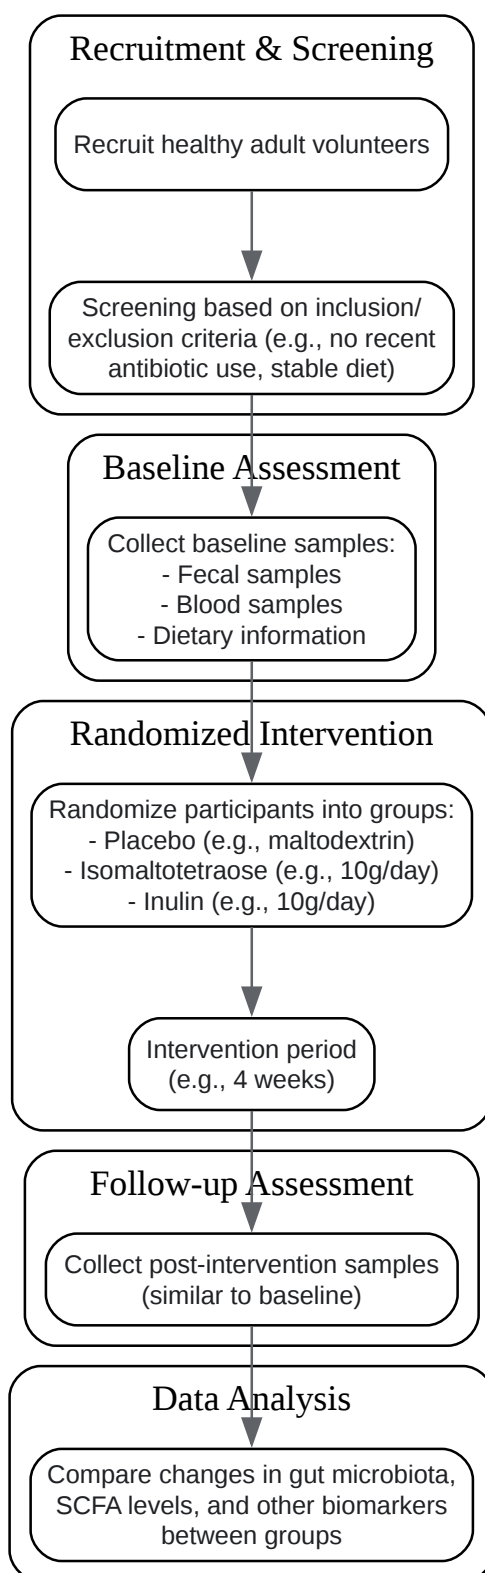 Recruitment & Screening
Recruit healthy adult volunteers
Screening based on inclusion/
exclusion criteria (e.g., no recent
antibiotic use, stable diet)
Baseline Assessment
Collect baseline samples:
- Fecal samples
- Blood samples
- Dietary information
Randomized Intervention
Randomize participants into groups:
- Placebo (e.g., maltodextrin)
- Isomaltotetraose (e.g., 10g/day)
- Inulin (e.g., 10g/day)
Intervention period
(e.g., 4 weeks)
Follow-up Assessment
Collect post-intervention samples
(similar to baseline)
Data Analysis
Compare changes in gut microbiota,
SCFA levels, and other biomarkers
between groups